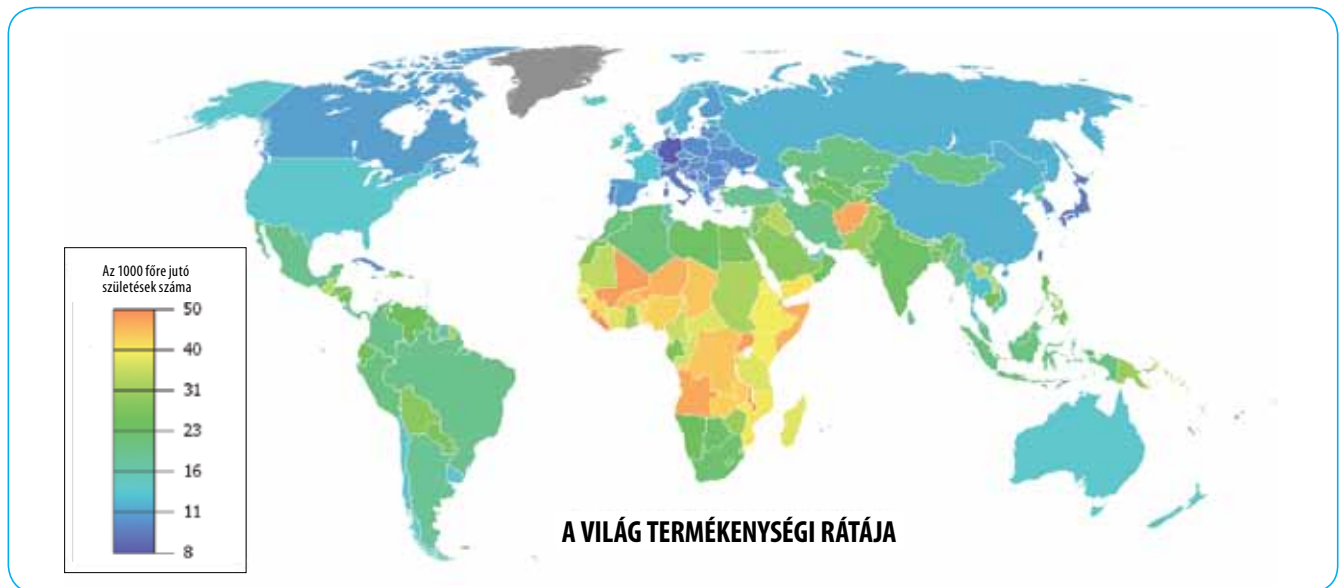 Az 1000 főre jutó
születések száma
50
40
31
23
16
11
8
A VILÁG TERMÉKENYSÉGI RÁTÁJA